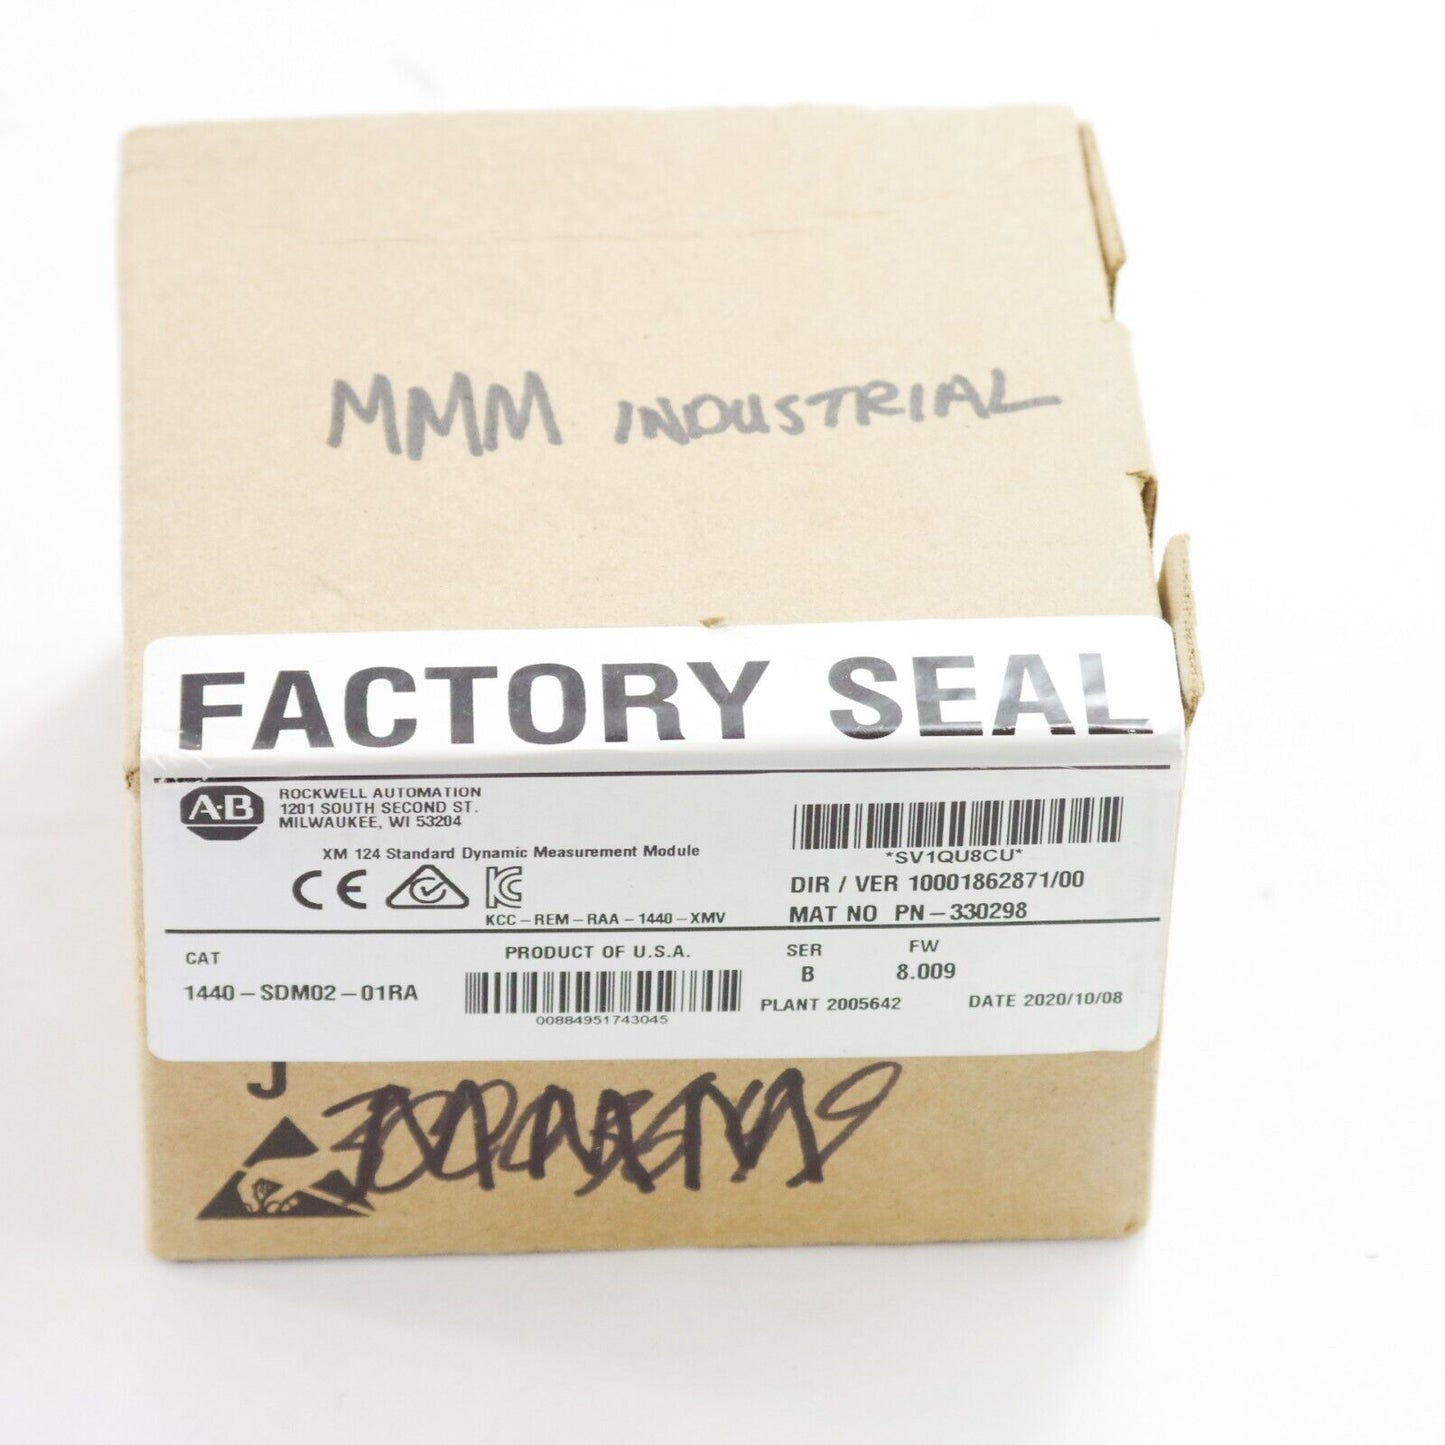 MMM INDUSTRIAL
FACTORY SEAL
A-B
ROCKWELL AUTOMATION
1201 SOUTH SECOND ST.
MILWAUKEE, WI 53204
XM 124 Standard Dynamic Measurement Module
*SV1QU8CU*
CE
KC
DIR / VER 10001862871/00
KCC-REM-RAA-1440-XMV
MAT NO PN-330298
CAT
PRODUCT OF U.S.A.
SER
FW
1440-SDM02-01RA
B
8.009
00884951743045
PLANT 2005642
DATE 2020/10/08
J